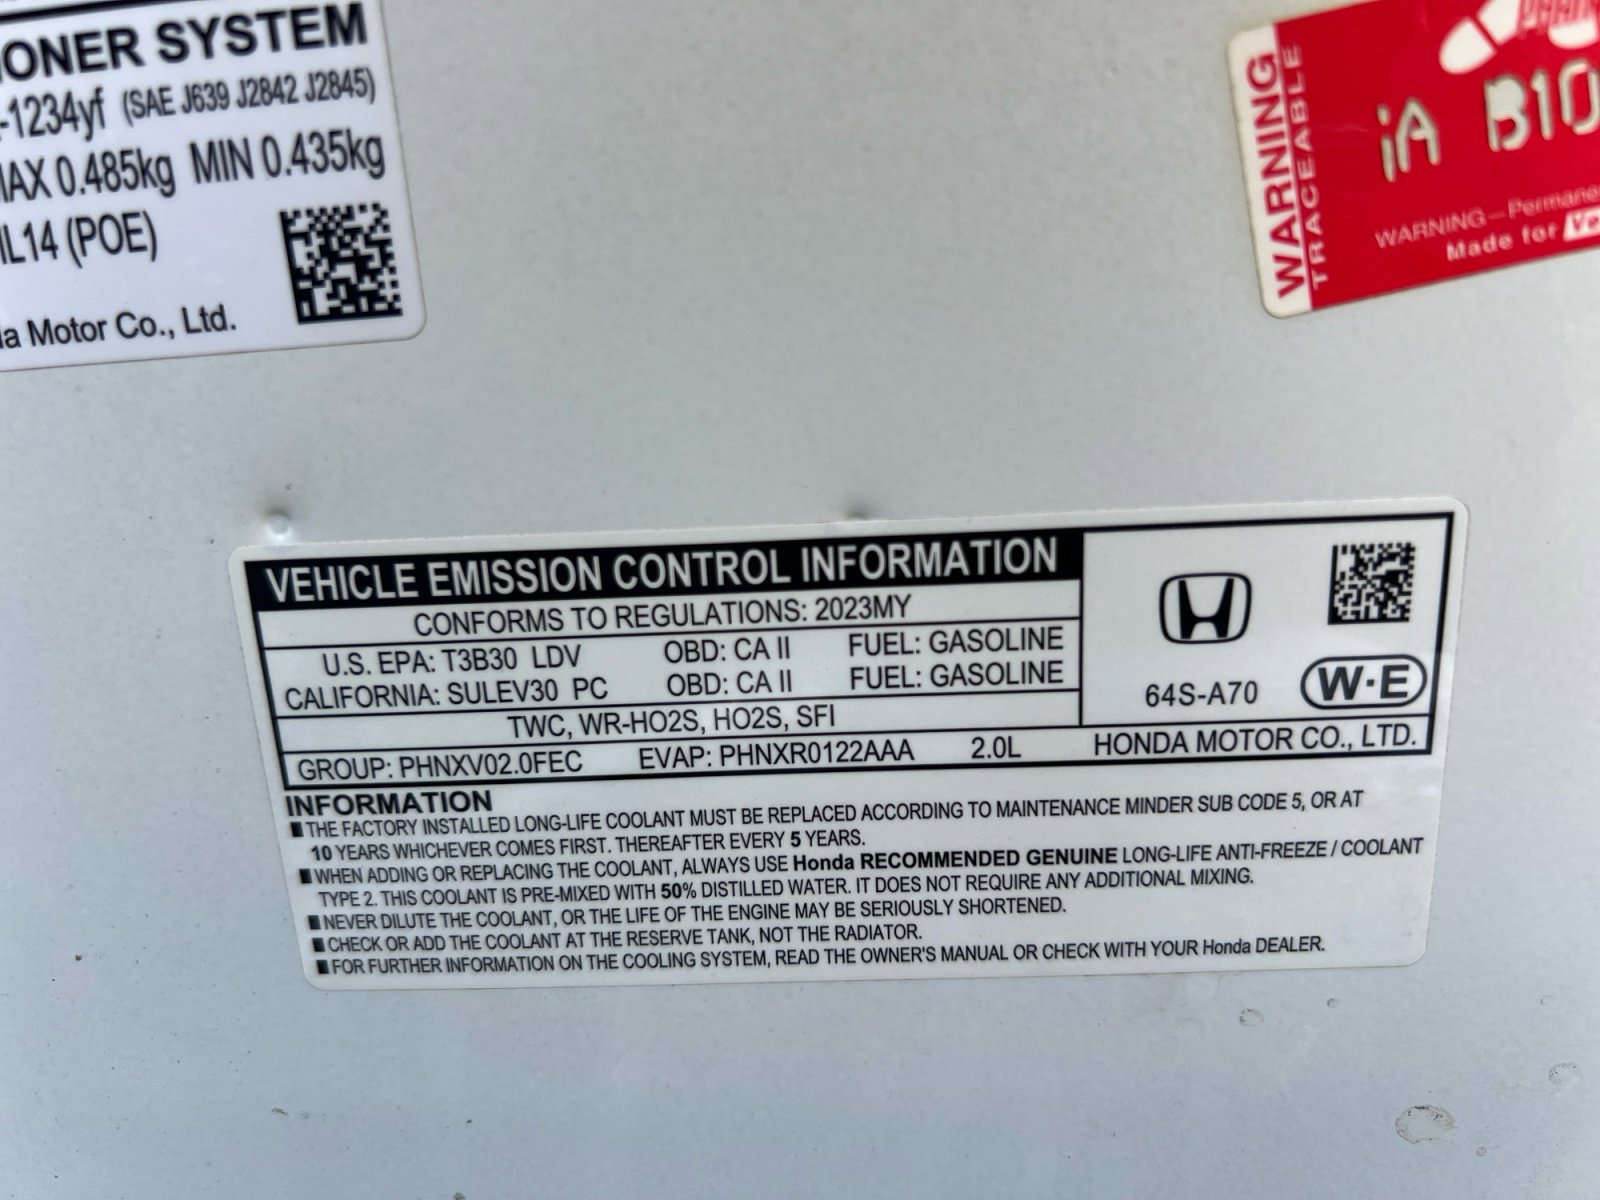 SYSTEM
(SAE J639 J2842 J2845)
0.485kg MIN 0.435kg
(POE)
Motor Co., Ltd.
WARNING
TRACEABLE
iA
WARNING –
Made for
VEHICLE EMISSION CONTROL INFORMATION
CONFORMS TO REGULATIONS: 2023MY
U.S. EPA: T3B30 LDV OBD: CA II FUEL: GASOLINE
CALIFORNIA: SULEV30 PC OBD: CA II FUEL: GASOLINE
TWC, WR-HO2S, HO2S, SFI
GROUP: PHNXV02.0FEC EVAP: PHNXR0122AAA 2.0L
64S-A70 W·E
HONDA MOTOR CO., LTD.
INFORMATION
■ THE FACTORY INSTALLED LONG-LIFE COOLANT MUST BE REPLACED ACCORDING TO MAINTENANCE MINDER SUB CODE 5, OR AT
10 YEARS WHICHEVER COMES FIRST. THEREAFTER EVERY 5 YEARS.
■ WHEN ADDING OR REPLACING THE COOLANT, ALWAYS USE Honda RECOMMENDED GENUINE LONG-LIFE ANTI-FREEZE / COOLANT
TYPE 2. THIS COOLANT IS PRE-MIXED WITH 50% DISTILLED WATER. IT DOES NOT REQUIRE ANY ADDITIONAL MIXING.
■ NEVER DILUTE THE COOLANT, OR THE LIFE OF THE ENGINE MAY BE SERIOUSLY SHORTENED.
■ CHECK OR ADD THE COOLANT AT THE RESERVE TANK, NOT THE RADIATOR.
■ FOR FURTHER INFORMATION ON THE COOLING SYSTEM, READ THE OWNER'S MANUAL OR CHECK WITH YOUR Honda DEALER.